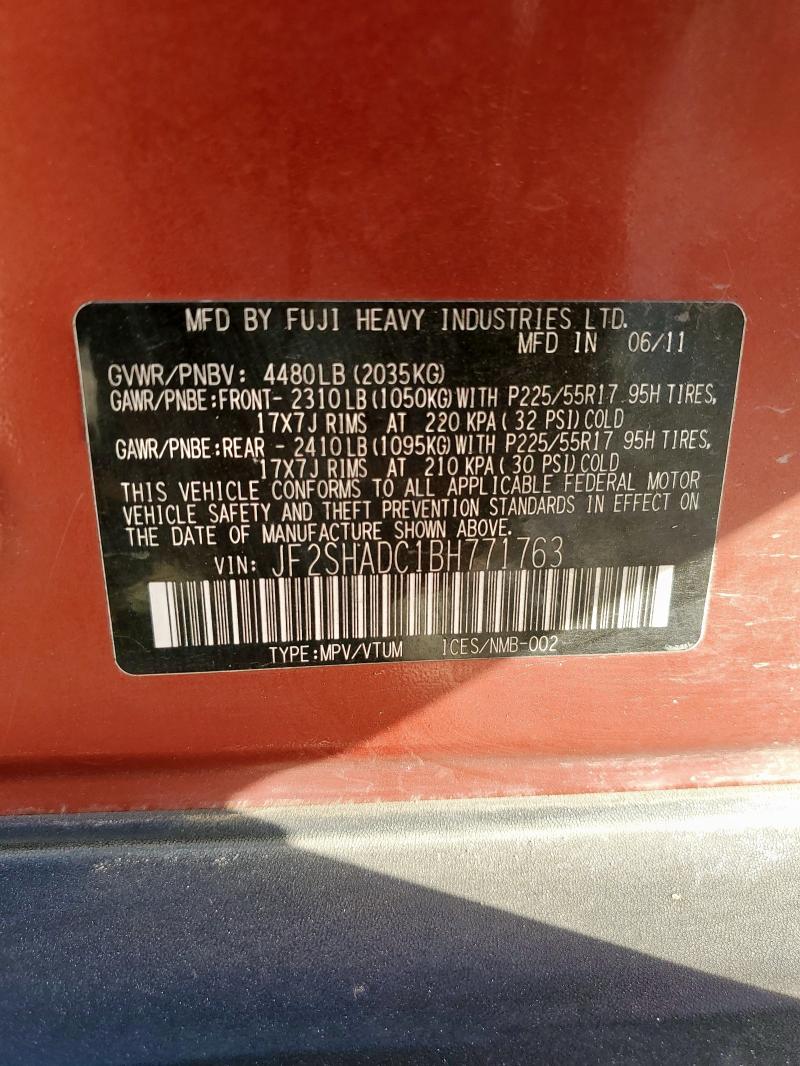 MFD BY FUJI HEAVY INDUSTRIES LTD.
MFD IN 06/11
GVWR/PNBV: 4480LB (2035KG)
GAWR/PNBE:FRONT- 2310LB (1050KG) WITH P225/55R17 95H TIRES,
17X7J RIMS AT 220 KPA ( 32 PSI) COLD
GAWR/PNBE:REAR - 2410LB (1095KG) WITH P225/55R17 95H TIRES,
17X7J RIMS AT 210 KPA ( 30 PSI) COLD
THIS VEHICLE CONFORMS TO ALL APPLICABLE FEDERAL MOTOR
VEHICLE SAFETY AND THEFT PREVENTION STANDARDS IN EFFECT ON
THE DATE OF MANUFACTURE SHOWN ABOVE.
VIN: JF2SHADC1BH771763
TYPE:MPV/VTUM ICES/NMB-002